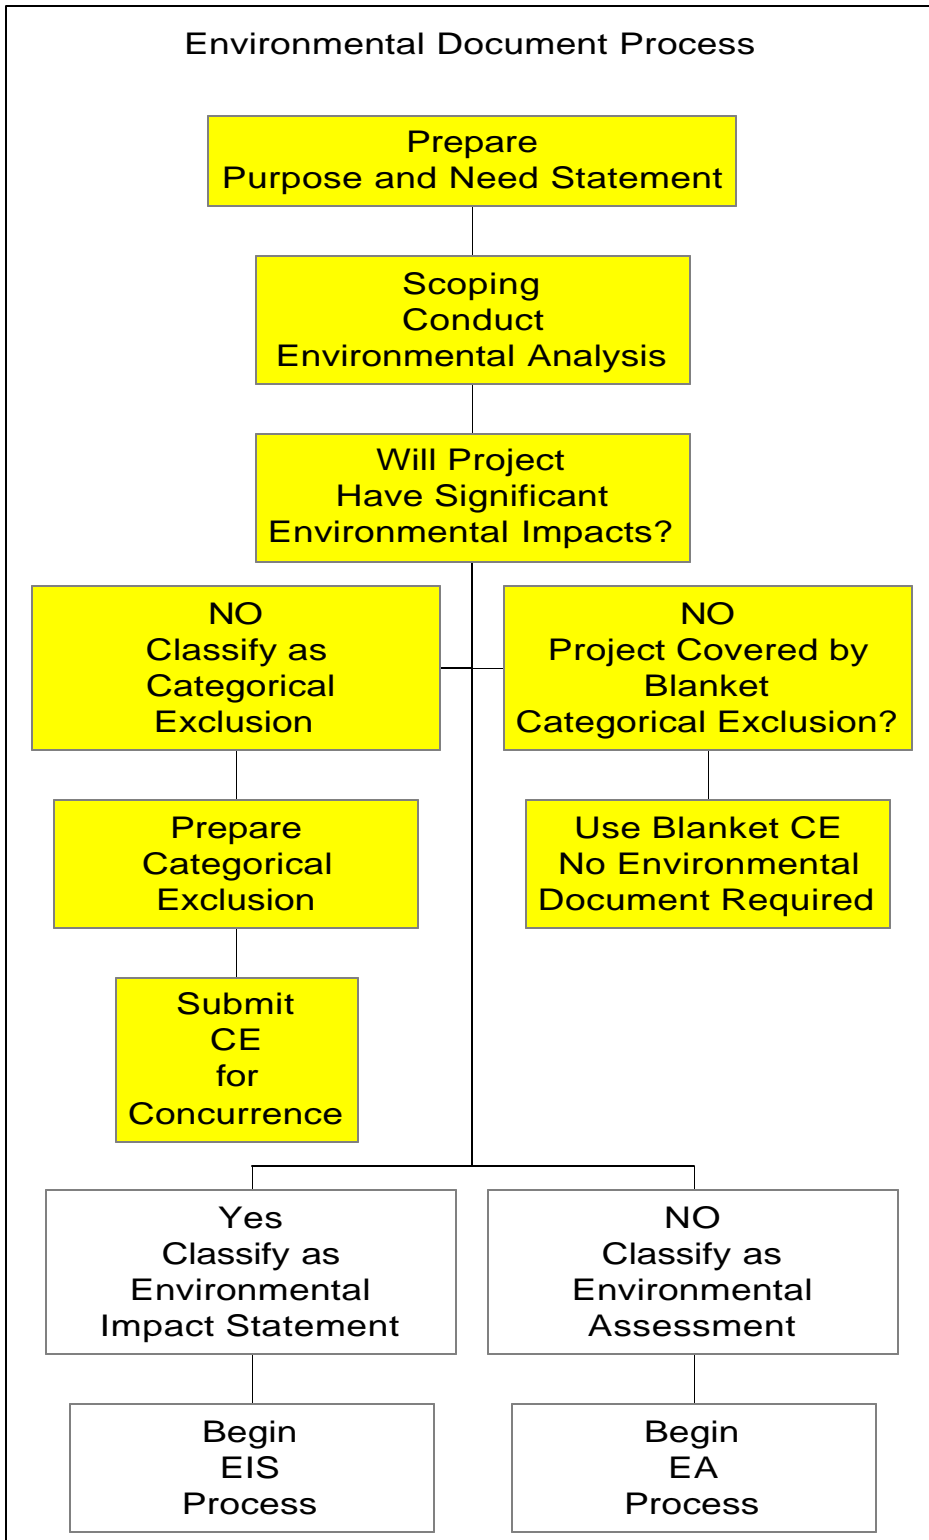 Environmental Document Process
Prepare
Purpose and Need Statement
Scoping
Conduct
Environmental Analysis
Will Project
Have Significant
Environmental Impacts?
NO
Classify as
Categorical
Exclusion
NO
Project Covered by
Blanket
Categorical Exclusion?
Prepare
Categorical
Exclusion
Use Blanket CE
No Environmental
Document Required
Submit
CE
for
Concurrence
Yes
Classify as
Environmental
Impact Statement
NO
Classify as
Environmental
Assessment
Begin
EIS
Process
Begin
EA
Process